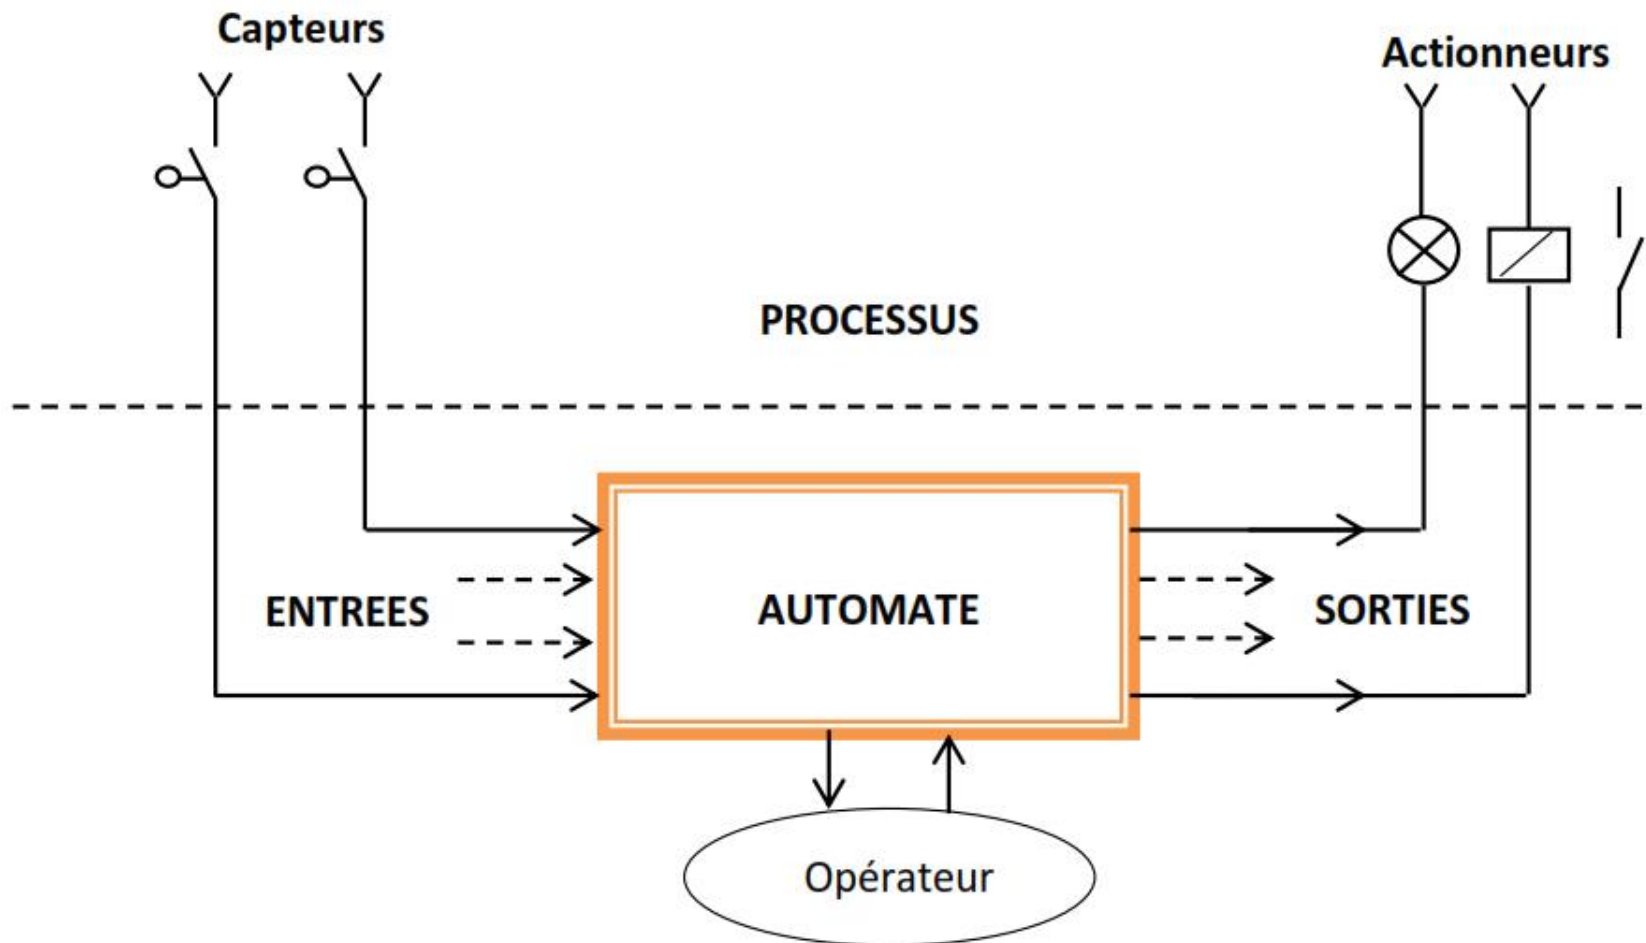 Capteurs
Actionneurs
PROCESSUS
ENTREES
AUTOMATE
SORTIES
Opérateur